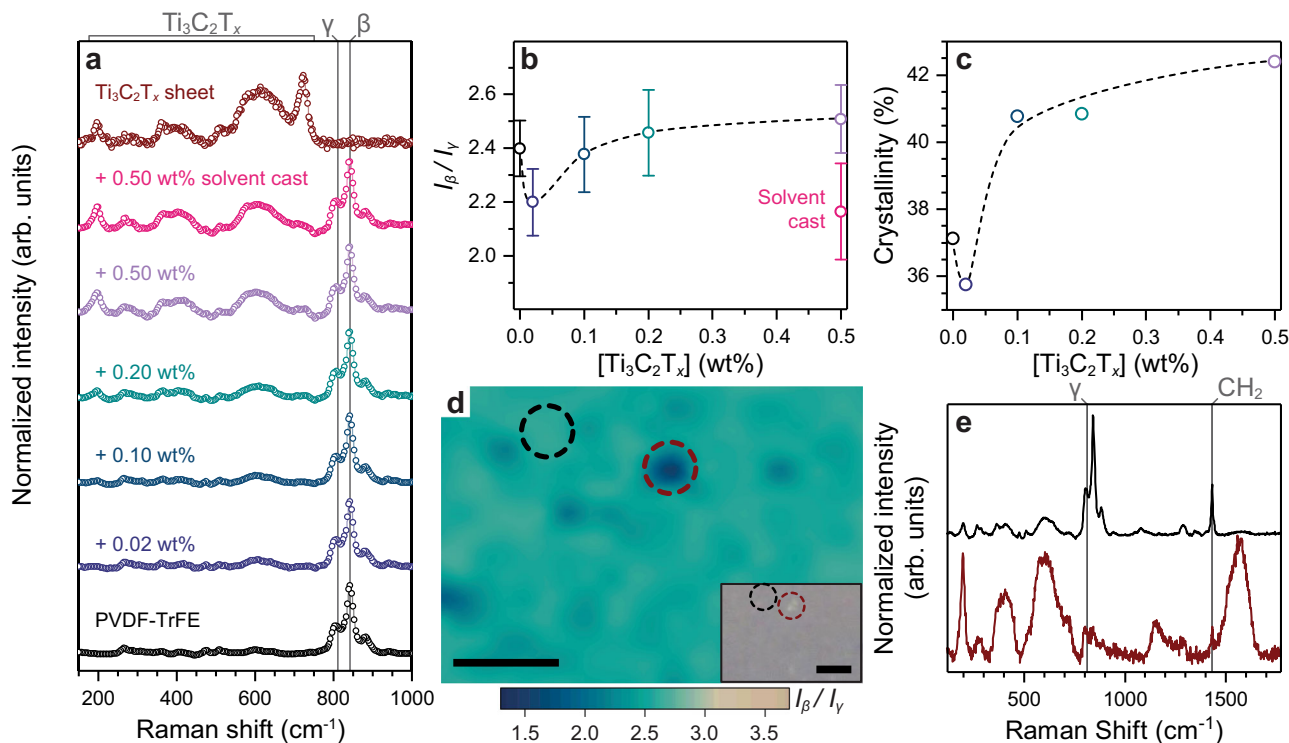 Ti₃C₂Tₓ
γ β
a
Ti₃C₂Tₓ sheet
+ 0.50 wt% solvent cast
+ 0.50 wt%
+ 0.20 wt%
+ 0.10 wt%
+ 0.02 wt%
PVDF-TrFE
Normalized intensity (arb. units)
200 400 600 800 1000
Raman shift (cm⁻¹)
b
2.6
2.4
2.2
2.0
I_β / I_γ
Solvent
cast
0.0 0.1 0.2 0.3 0.4 0.5
[Ti₃C₂Tₓ] (wt%)
c
42
40
38
36
Crystallinity (%)
0.0 0.1 0.2 0.3 0.4 0.5
[Ti₃C₂Tₓ] (wt%)
d
I_β / I_γ
1.5 2.0 2.5 3.0 3.5
γ CH₂
e
Normalized intensity
(arb. units)
500 1000 1500
Raman Shift (cm⁻¹)